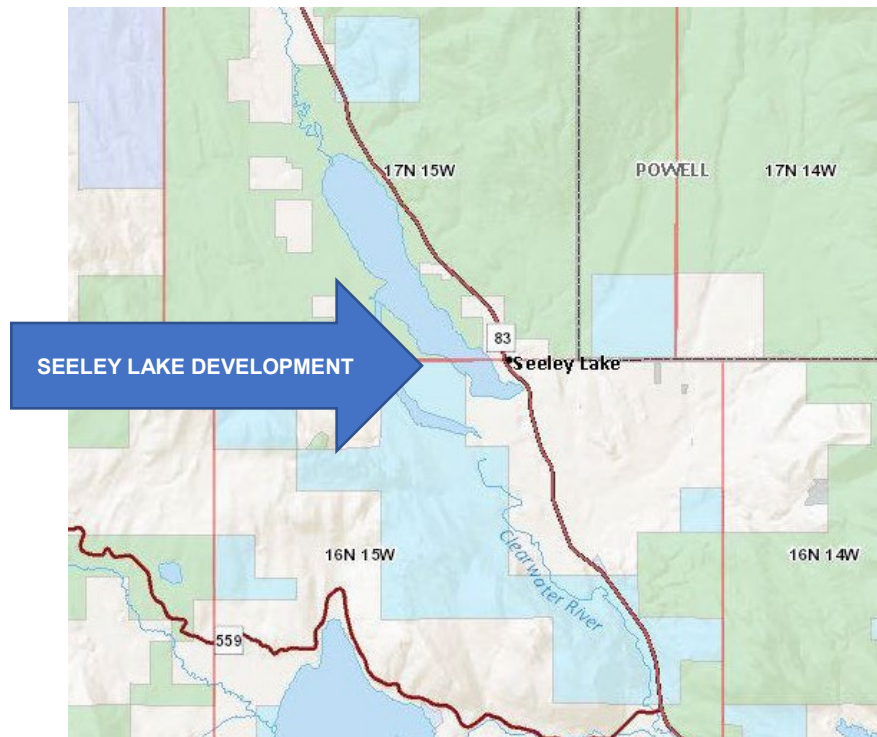 17N 15W
POWELL
17N 14W
83
Seeley Lake
SEELEY LAKE DEVELOPMENT
Clearwater River
16N 15W
16N 14W
559